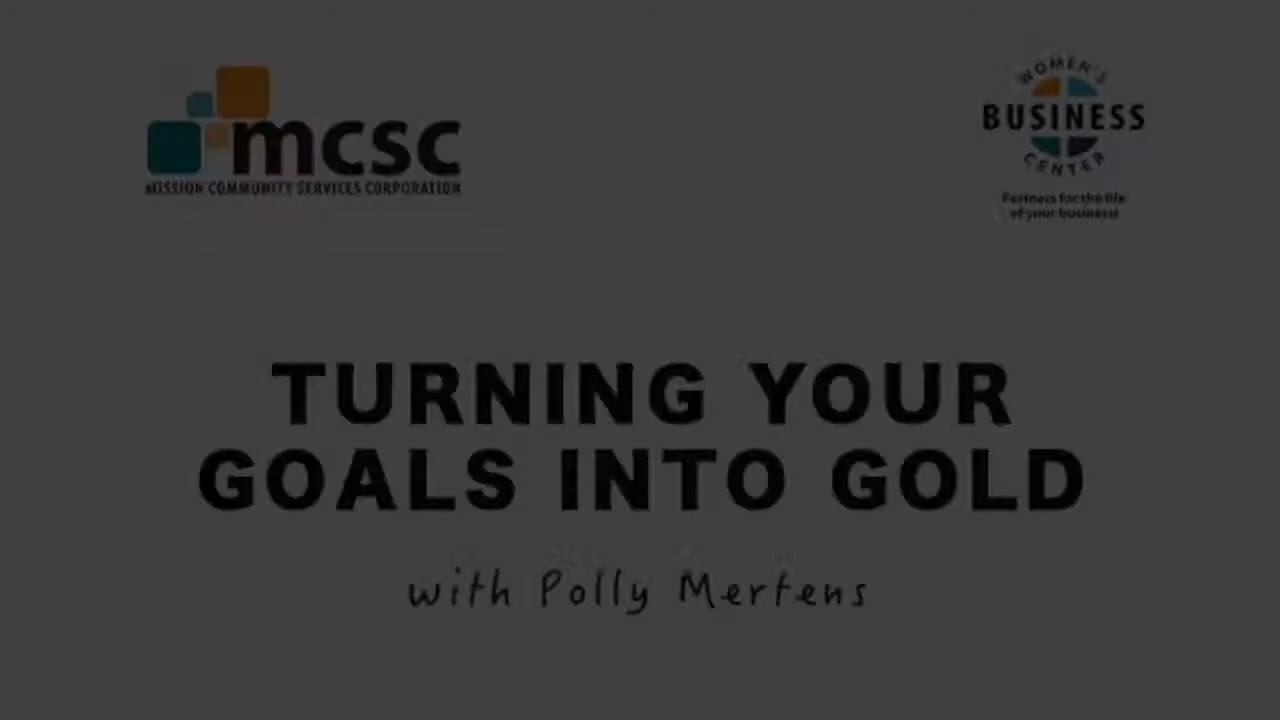 mcsc
MISSION COMMUNITY SERVICES CORPORATION
WOMEN'S
BUSINESS
CENTER
Partners for the life
of your business!
TURNING YOUR
GOALS INTO GOLD
with Polly Mertens